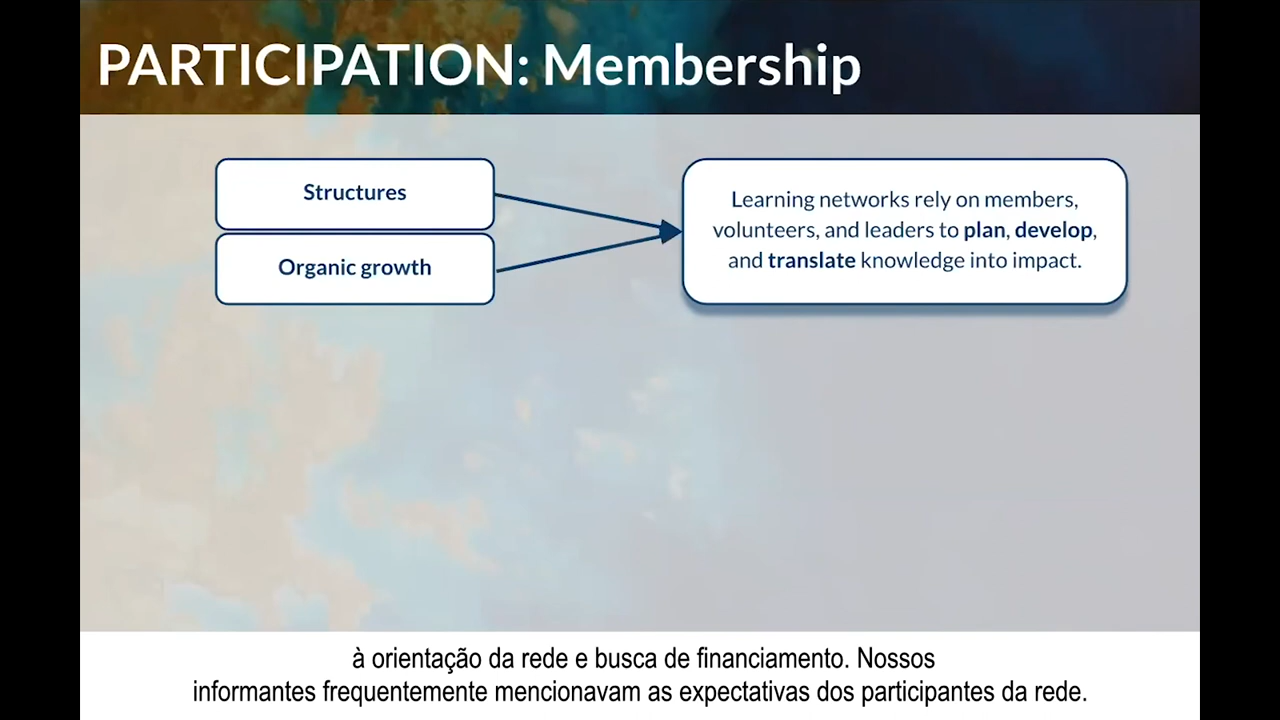 PARTICIPATION: Membership
Structures
Organic growth
Learning networks rely on members,
volunteers, and leaders to plan, develop,
and translate knowledge into impact.
à orientação da rede e busca de financiamento. Nossos
informantes frequentemente mencionavam as expectativas dos participantes da rede.